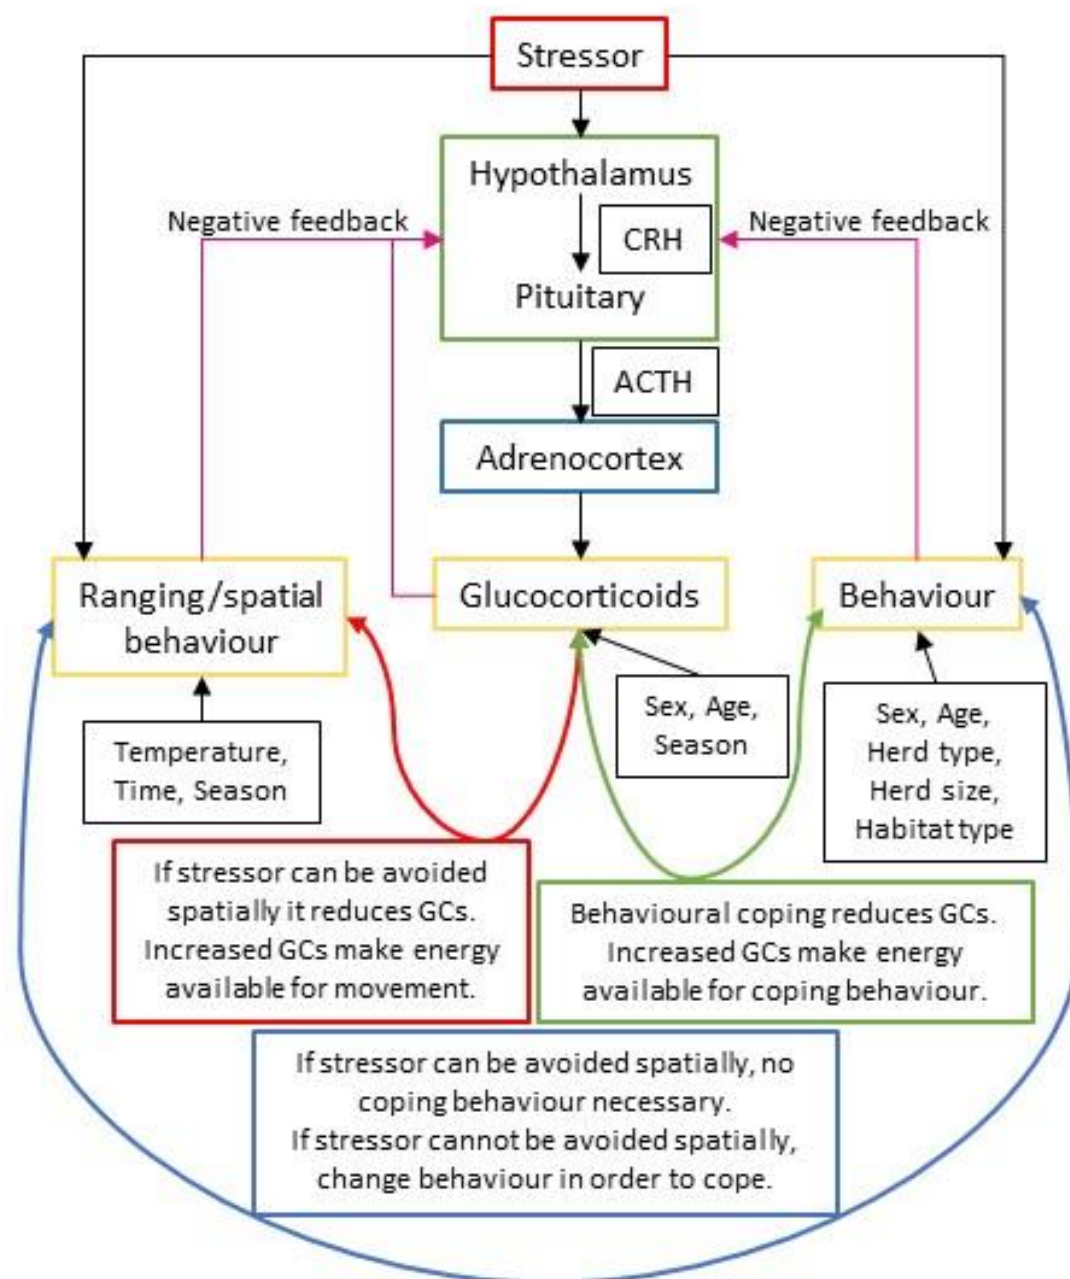 Stressor
Hypothalamus
Negative feedback
Negative feedback
CRH
Pituitary
ACTH
Adrenocortex
Ranging/spatial
behaviour
Glucocorticoids
Behaviour
Temperature,
Time, Season
Sex, Age,
Season
Sex, Age,
Herd type,
Herd size,
Habitat type
If stressor can be avoided
spatially it reduces GCs.
Increased GCs make energy
available for movement.
Behavioural coping reduces GCs.
Increased GCs make energy
available for coping behaviour.
If stressor can be avoided spatially, no
coping behaviour necessary.
If stressor cannot be avoided spatially,
change behaviour in order to cope.